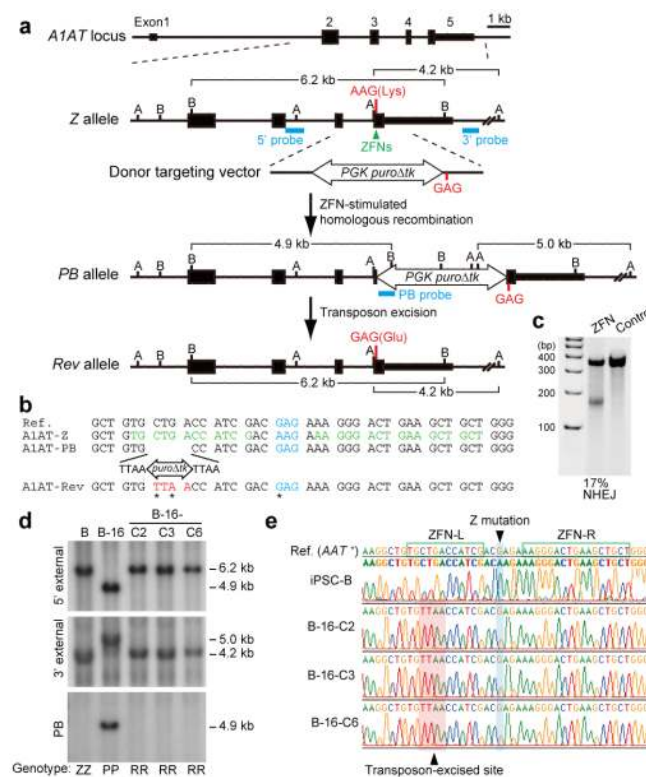 a
Exon1 2 3 4 5 1 kb
A1AT locus
4.2 kb
6.2 kb
AAG(Lys)
A B B A A B A
Z allele
5' probe ZFNs 3' probe
Donor targeting vector PGK puroΔtk GAG
ZFN-stimulated
homologous recombination
4.9 kb 5.0 kb
A B B A B B AA B A
PB allele PGK puroΔtk
PB probe GAG
Transposon excision
GAG(Glu)
A B B A A B A
Rev allele
6.2 kb 4.2 kb
b
Ref. GCT GTG CTG ACC ATC GAC GAG AAA GGG ACT GAA GCT GCT GGG
A1AT-Z GCT GTG CTG ACC ATC GAC AAG AAA GGG ACT GAA GCT GCT GGG
A1AT-PB GCT GTG CC ATC GAC GAG AAA GGG ACT GAA GCT GCT GGG
TTAA puroΔtk TTAA
A1AT-Rev GCT GTG TTA ACC ATC GAC GAG AAA GGG ACT GAA GCT GCT GGG
* * *
c
ZFN Control
(bp)
400
300
200
100
17%
NHEJ
d
B-16-
B B-16 C2 C3 C6
5' external
6.2 kb
4.9 kb
3' external
5.0 kb
4.2 kb
PB
4.9 kb
Genotype: ZZ PP RR RR RR
e
Z mutation
ZFN-L ZFN-R
Ref. (AAT *) AAGGCTGTGCTGACCATCGACGAGAAAGGGACTGAAGCTGCTGGG
AAGGCTGTGCTGACCATCGACAAGAAAGGGACTGAAGCTGCTGGG
iPSC-B
AAGGCTGTGTTAACCATCGACGAGAAAGGGACTGAAGCTGCTGGG
B-16-C2
AAGGCTGTGTTAACCATCGACGAGAAAGGGACTGAAGCTGCTGGG
B-16-C3
AAGGCTGTGTTAACCATCGACGAGAAAGGGACTGAAGCTGCTGGG
B-16-C6
Transposon-excised site